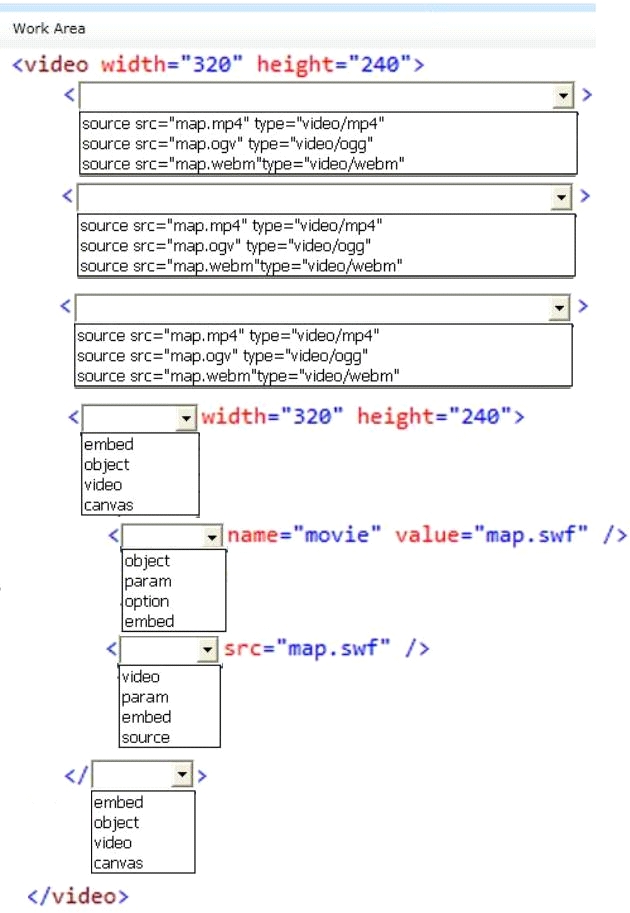 Work Area
<video width="320" height="240">
< >
source src="map.mp4" type="video/mp4"
source src="map.ogv" type="video/ogg"
source src="map.webm"type="video/webm"
< >
source src="map.mp4" type="video/mp4"
source src="map.ogv" type="video/ogg"
source src="map.webm"type="video/webm"
< >
source src="map.mp4" type="video/mp4"
source src="map.ogv" type="video/ogg"
source src="map.webm"type="video/webm"
< width="320" height="240">
embed
object
video
canvas
< name="movie" value="map.swf" />
object
param
option
embed
< src="map.swf" />
video
param
embed
source
</ >
embed
object
video
canvas
</video>